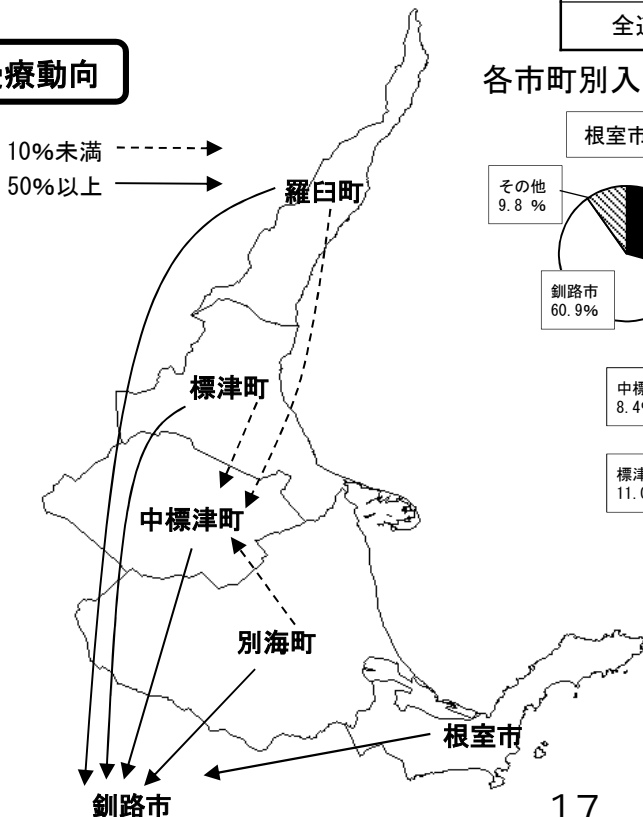 全道
療動向
各市町別入
10%未満
50%以上
根室市
その他
9.8 %
釧路市
60.9%
羅臼町
標津町
中標
8.4%
標津
11.0
中標津町
別海町
根室市
釧路市
17